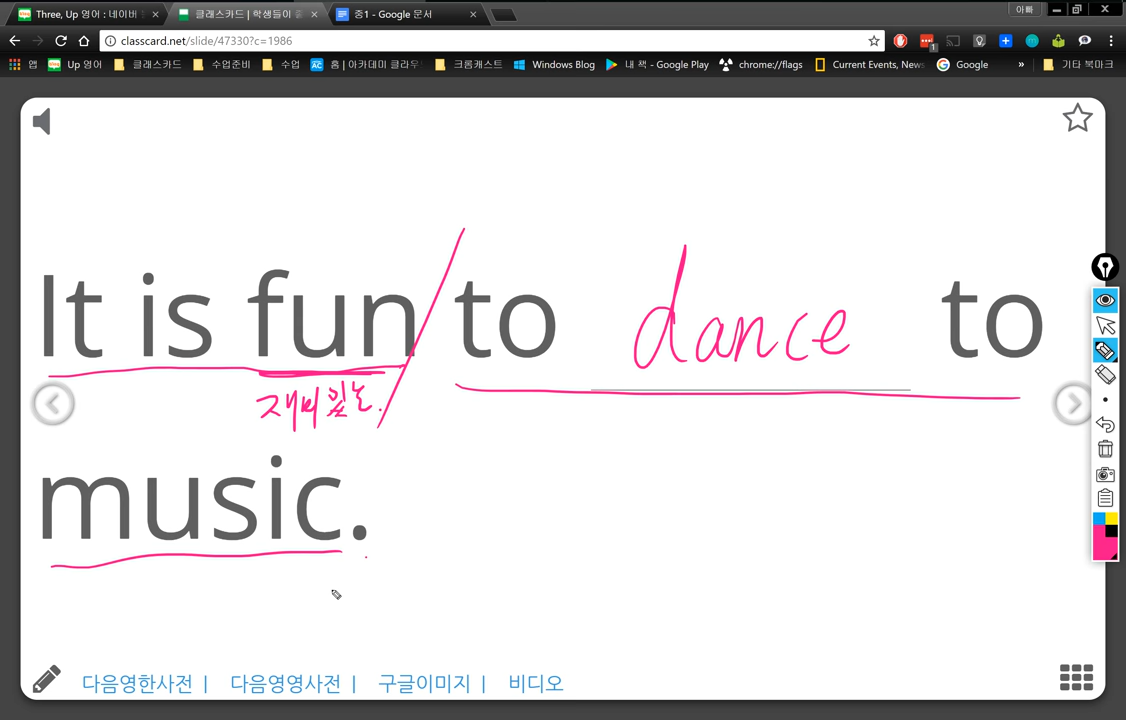 Three, Up 영어 : 네이버 블
클래스카드 | 학생들이 좋
중1 - Google 문서
아빠
classcard.net/slide/47330?c=1986
1
앱
Up 영어
클래스카드
수업준비
수업
홈 | 아카데미 클라우
크롬캐스트
Windows Blog
내 책 - Google Play
chrome://flags
Current Events, News
Google
»
기타 북마크
It is fun to dance to
재미있는.
music.
다음영한사전 |
다음영영사전 |
구글이미지 |
비디오